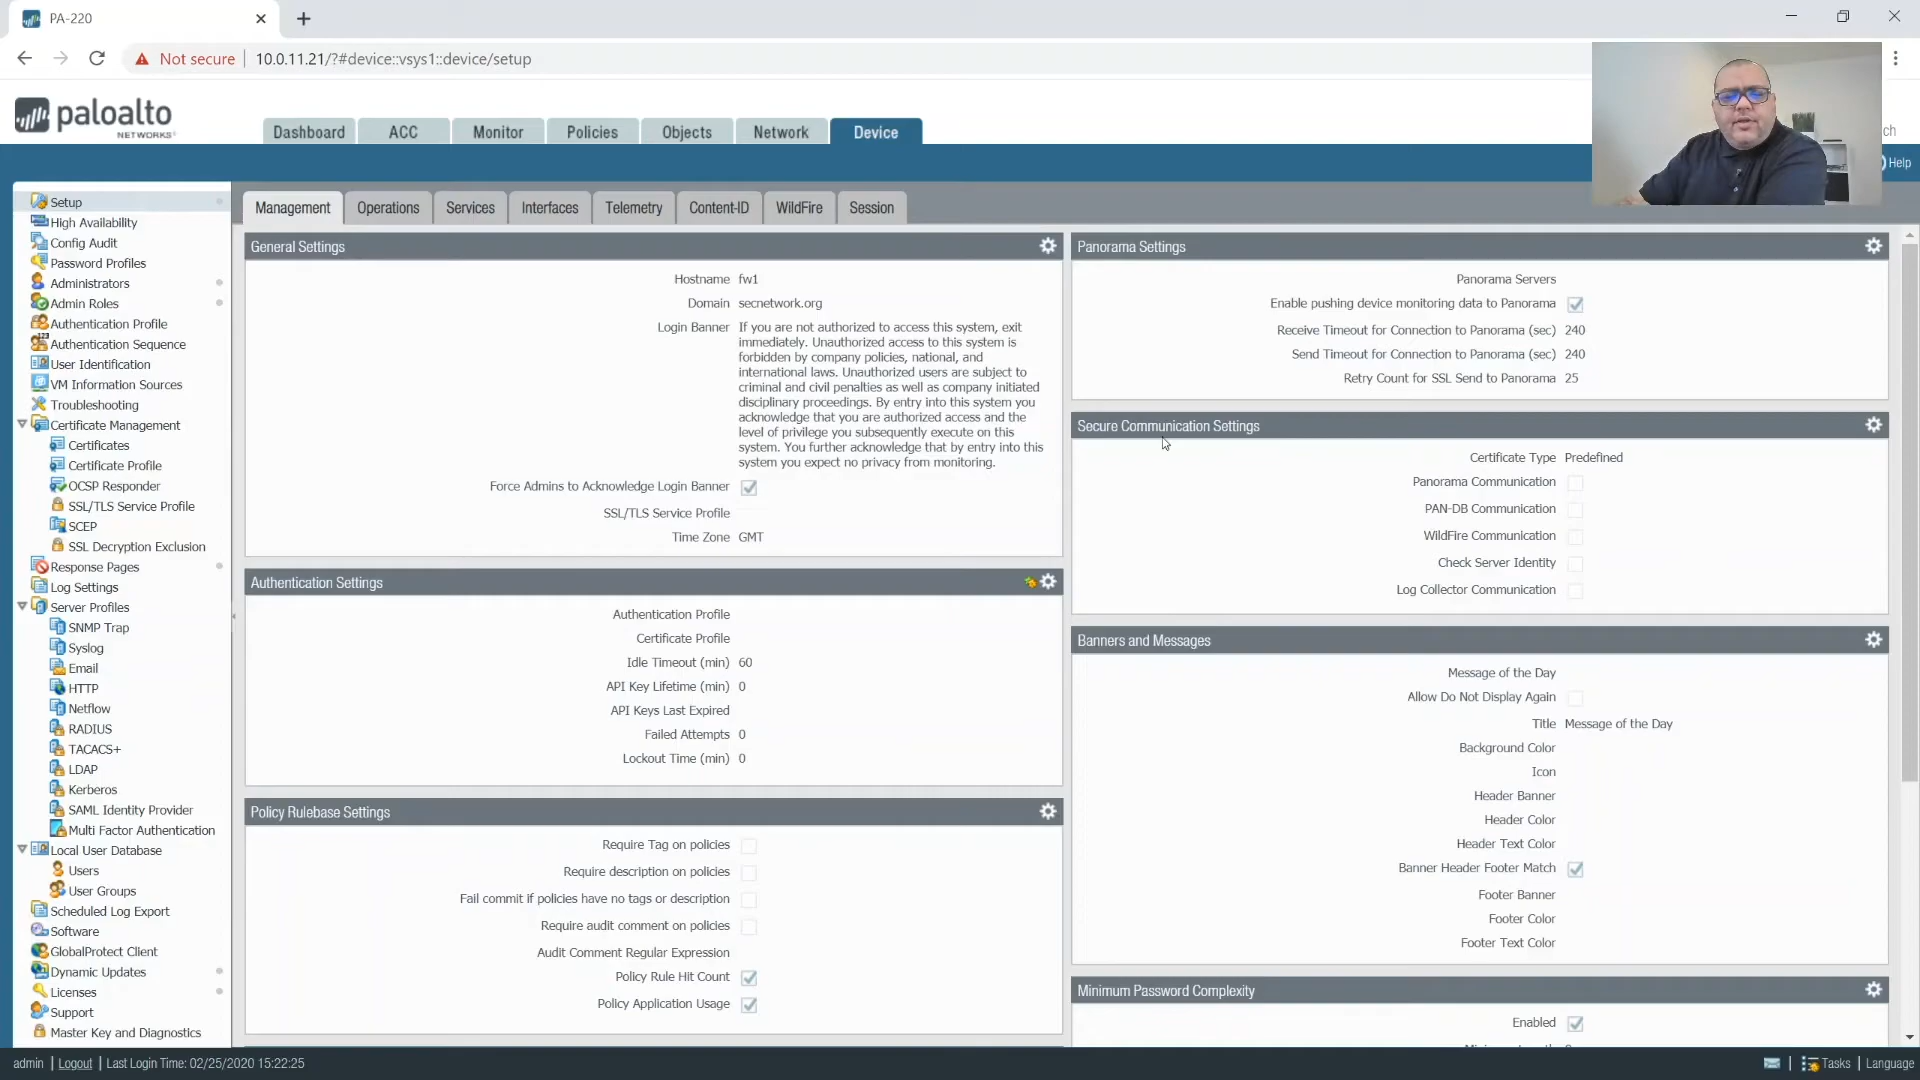 PA-220
Not secure
10.0.11.21/?#device::vsys1::device/setup
paloalto
NETWORKS
Dashboard
ACC
Monitor
Policies
Objects
Network
Device
ch
Help
Setup
High Availability
Config Audit
Password Profiles
Administrators
Admin Roles
Authentication Profile
Authentication Sequence
User Identification
VM Information Sources
Troubleshooting
Certificate Management
Certificates
Certificate Profile
OCSP Responder
SSL/TLS Service Profile
SCEP
SSL Decryption Exclusion
Response Pages
Log Settings
Server Profiles
SNMP Trap
Syslog
Email
HTTP
Netflow
RADIUS
TACACS+
LDAP
Kerberos
SAML Identity Provider
Multi Factor Authentication
Local User Database
Users
User Groups
Scheduled Log Export
Software
GlobalProtect Client
Dynamic Updates
Licenses
Support
Master Key and Diagnostics
Management
Operations
Services
Interfaces
Telemetry
Content-ID
WildFire
Session
General Settings
Hostname fw1
Domain secnetwork.org
Login Banner If you are not authorized to access this system, exit
immediately. Unauthorized access to this system is
forbidden by company policies, national, and
international laws. Unauthorized users are subject to
criminal and civil penalties as well as company initiated
disciplinary proceedings. By entry into this system you
acknowledge that you are authorized access and the
level of privilege you subsequently execute on this
system. You further acknowledge that by entry into this
system you expect no privacy from monitoring.
Force Admins to Acknowledge Login Banner
SSL/TLS Service Profile
Time Zone GMT
Authentication Settings
Authentication Profile
Certificate Profile
Idle Timeout (min) 60
API Key Lifetime (min) 0
API Keys Last Expired
Failed Attempts 0
Lockout Time (min) 0
Policy Rulebase Settings
Require Tag on policies
Require description on policies
Fail commit if policies have no tags or description
Require audit comment on policies
Audit Comment Regular Expression
Policy Rule Hit Count
Policy Application Usage
Panorama Settings
Panorama Servers
Enable pushing device monitoring data to Panorama
Receive Timeout for Connection to Panorama (sec) 240
Send Timeout for Connection to Panorama (sec) 240
Retry Count for SSL Send to Panorama 25
Secure Communication Settings
Certificate Type Predefined
Panorama Communication
PAN-DB Communication
WildFire Communication
Check Server Identity
Log Collector Communication
Banners and Messages
Message of the Day
Allow Do Not Display Again
Title Message of the Day
Background Color
Icon
Header Banner
Header Color
Header Text Color
Banner Header Footer Match
Footer Banner
Footer Color
Footer Text Color
Minimum Password Complexity
Enabled
admin | Logout | Last Login Time: 02/25/2020 15:22:25
Tasks | Language